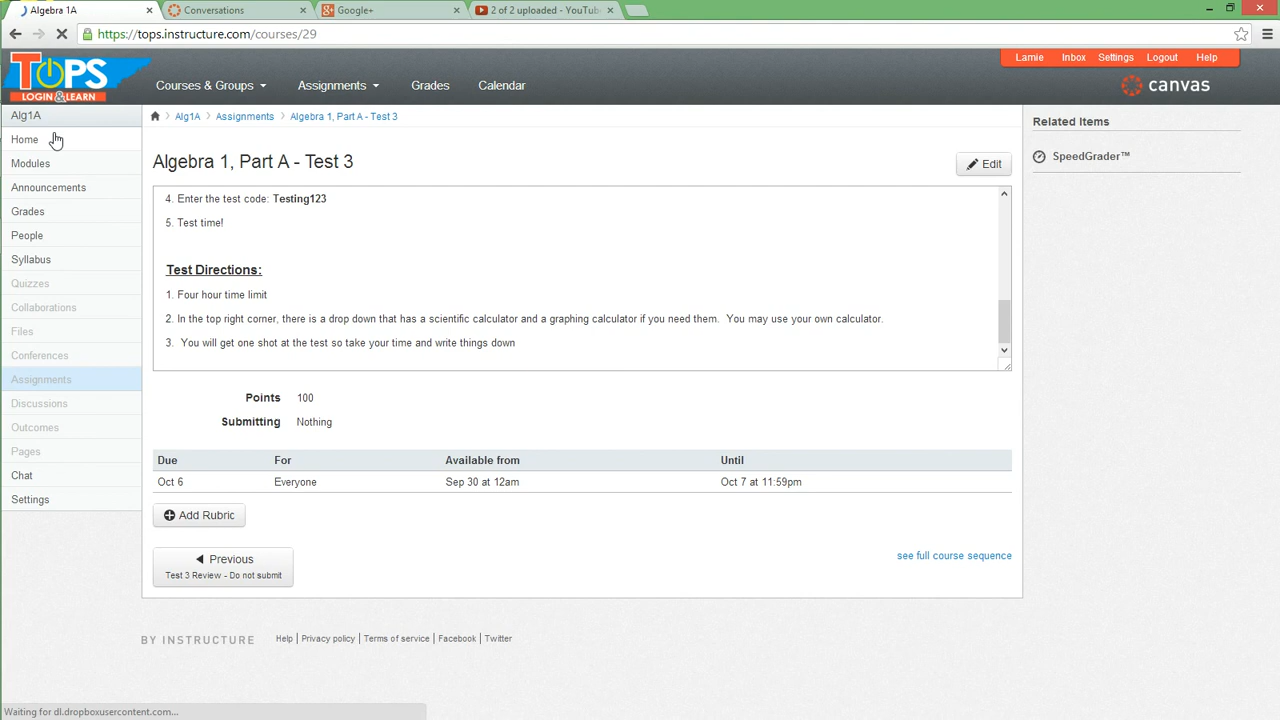 Algebra 1A
Conversations
Google+
2 of 2 uploaded - YouTub
https://tops.instructure.com/courses/29
TOPS
LOGIN & LEARN
Courses & Groups
Assignments
Grades
Calendar
Lamie
Inbox
Settings
Logout
Help
canvas
Alg1A
Home
Modules
Announcements
Grades
People
Syllabus
Quizzes
Collaborations
Files
Conferences
Assignments
Discussions
Outcomes
Pages
Chat
Settings
Alg1A
Assignments
Algebra 1, Part A - Test 3
Algebra 1, Part A - Test 3
Edit
4. Enter the test code: Testing123
5. Test time!
Test Directions:
1. Four hour time limit
2. In the top right corner, there is a drop down that has a scientific calculator and a graphing calculator if you need them. You may use your own calculator.
3. You will get one shot at the test so take your time and write things down
Points 100
Submitting Nothing
Due For Available from Until
Oct 6 Everyone Sep 30 at 12am Oct 7 at 11:59pm
Add Rubric
Previous
Test 3 Review - Do not submit
see full course sequence
Related Items
SpeedGrader™
BY INSTRUCTURE
Help | Privacy policy | Terms of service | Facebook | Twitter
Waiting for dl.dropboxusercontent.com...